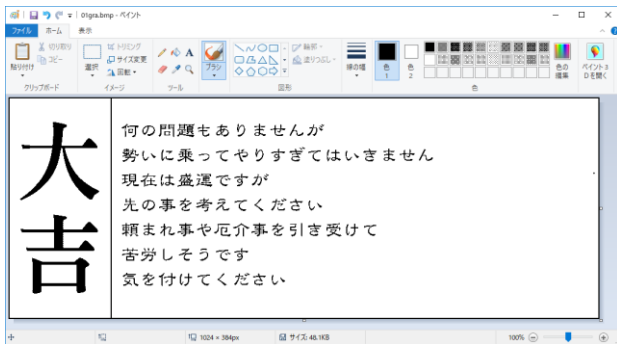 01gra.bmp - ペイント
ファイル ホーム 表示
貼り付け
切り取り
コピー
クリップボード
選択
トリミング
サイズ変更
回転
イメージ
A
ツール
ブラシ
輪郭
塗りつぶし
図形
線の幅
色 1
色 2
色
色の編集
ペイント 3D を開く
大吉
何の問題もありませんが
勢いに乗ってやりすぎてはいきません
現在は盛運ですが
先の事を考えてください
頼まれ事や厄介事を引き受けて
苦労しそうです
気を付けてください
1024 × 384px
サイズ: 48.1KB
100%